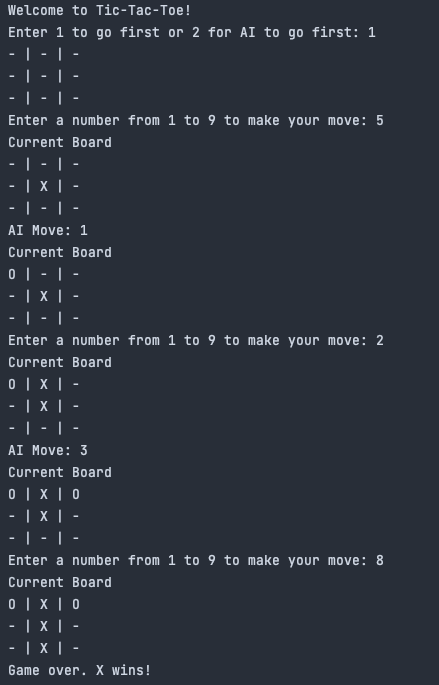 Welcome to Tic-Tac-Toe!
Enter 1 to go first or 2 for AI to go first: 1
- | - | -
- | - | -
- | - | -
Enter a number from 1 to 9 to make your move: 5
Current Board
- | - | -
- | X | -
- | - | -
AI Move: 1
Current Board
O | - | -
- | X | -
- | - | -
Enter a number from 1 to 9 to make your move: 2
Current Board
O | X | -
- | X | -
- | - | -
AI Move: 3
Current Board
O | X | O
- | X | -
- | - | -
Enter a number from 1 to 9 to make your move: 8
Current Board
O | X | O
- | X | -
- | X | -
Game over. X wins!